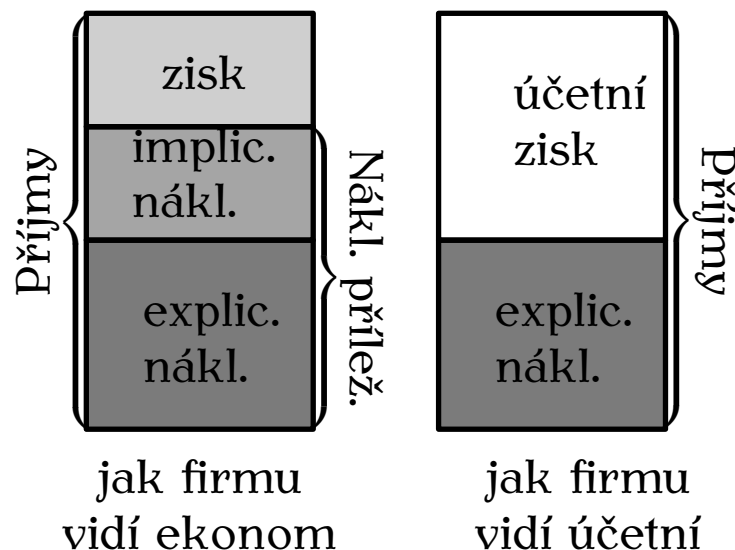 Příjmy
zisk
implic.
nákl.
explic.
nákl.
Nákl. přílež.
jak firmu
vidí ekonom
účetní
zisk
explic.
nákl.
Příjmy
jak firmu
vidí účetní